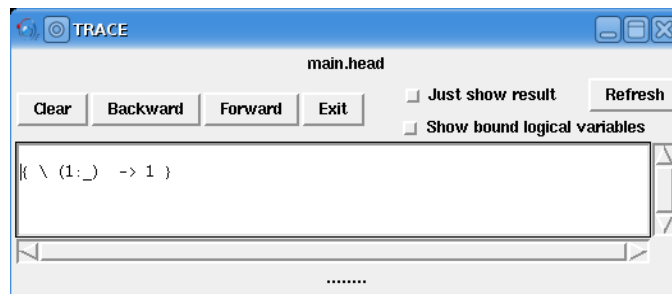 TRACE
main.head
Clear Backward Forward Exit
Just show result
Refresh
Show bound logical variables
{ \ (1:_)  -> 1 }
........